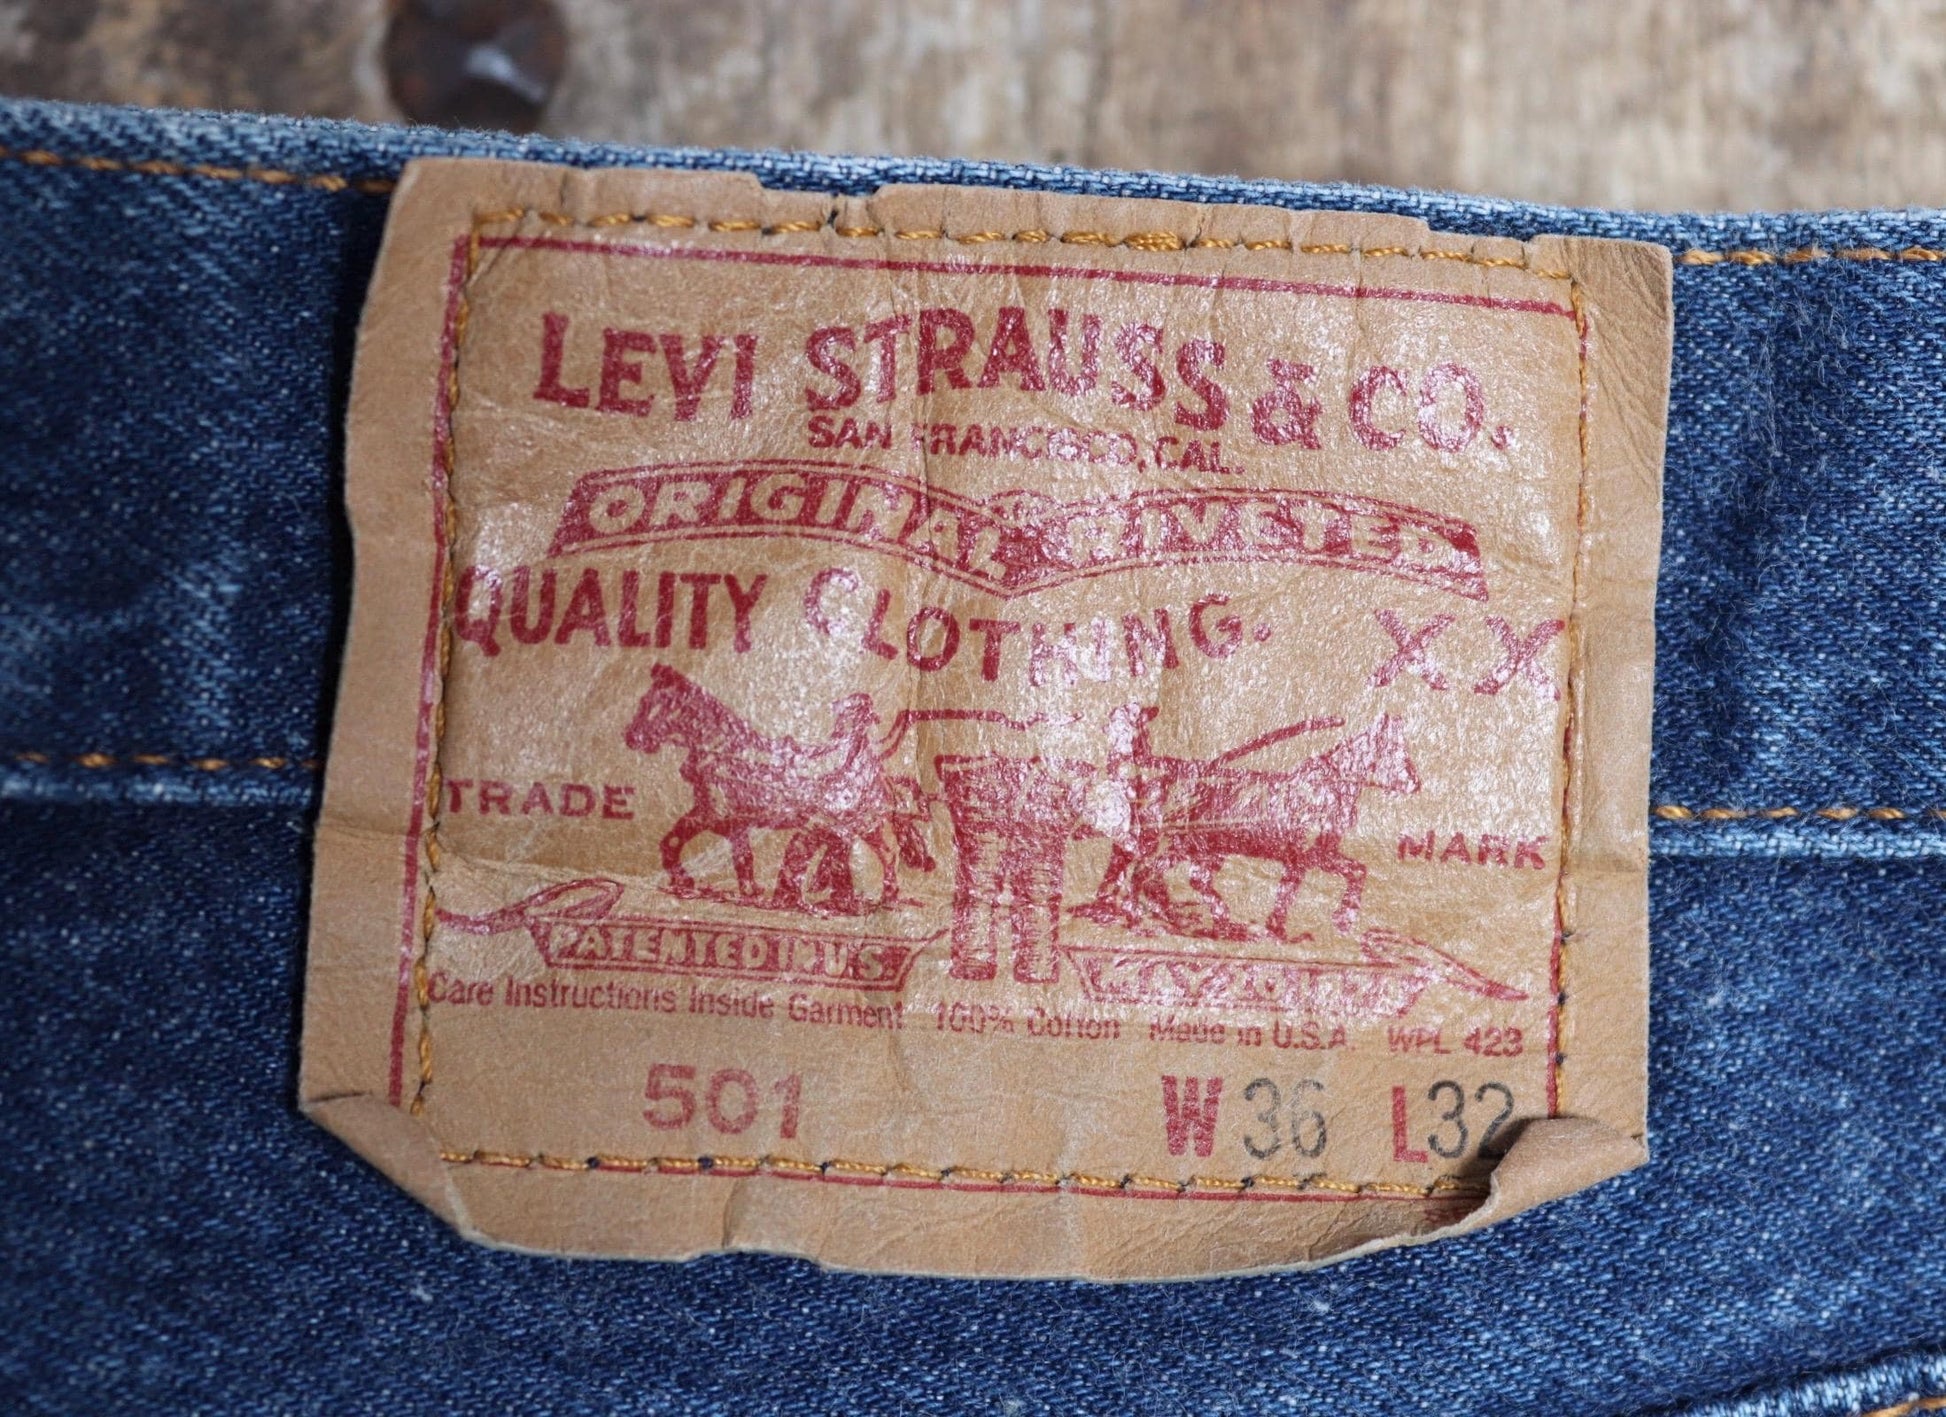 LEVI STRAUSS & CO.
SAN FRANCISCO, CAL.
ORIGINAL RIVETED
QUALITY CLOTHING. XX
TRADE MARK
PATENTED IN U.S.
Care Instructions Inside Garment 100% Cotton Made in U.S.A. WPL 423
501 W 36 L 32